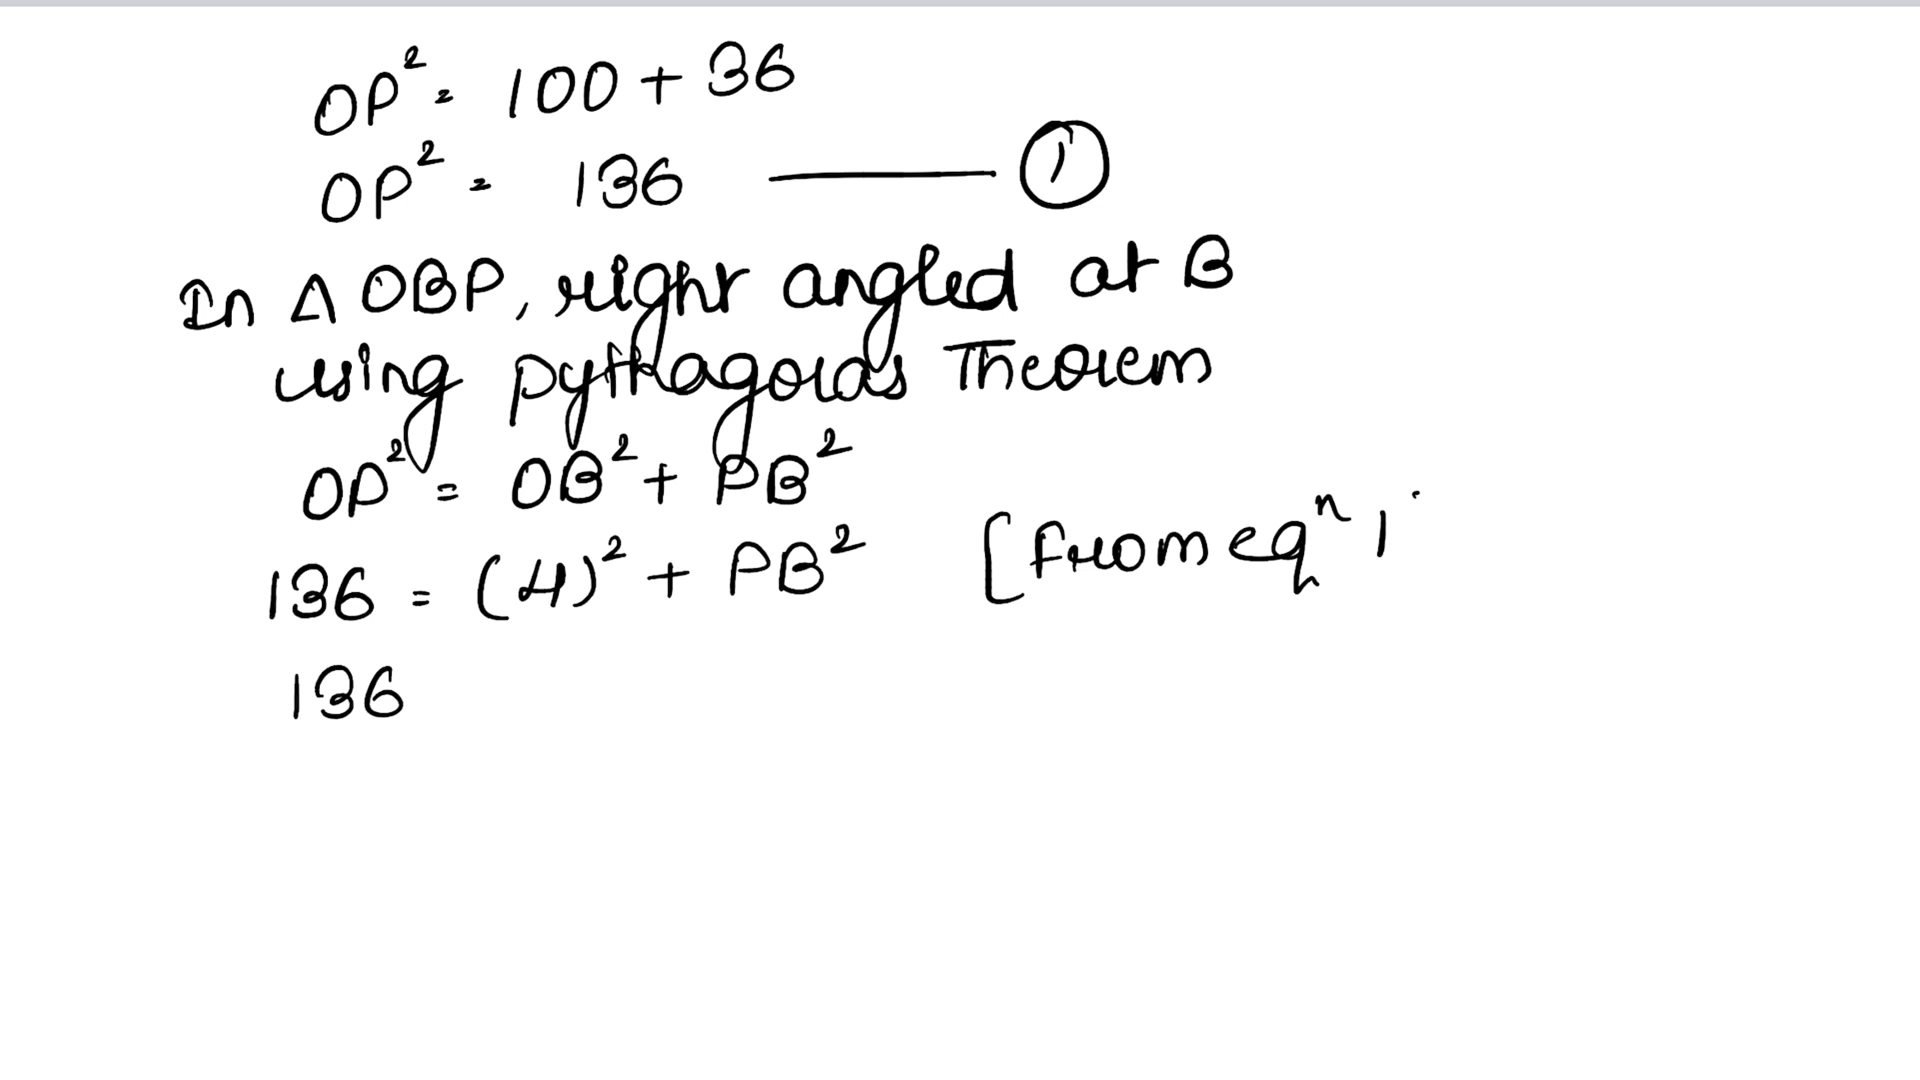 OP² = 100 + 36
OP² = 136 ——— ①
In Δ OBP, right angled at B
using pythagoras Theorem
OP² = OB² + PB²
136 = (4)² + PB² [from eqⁿ 1
136